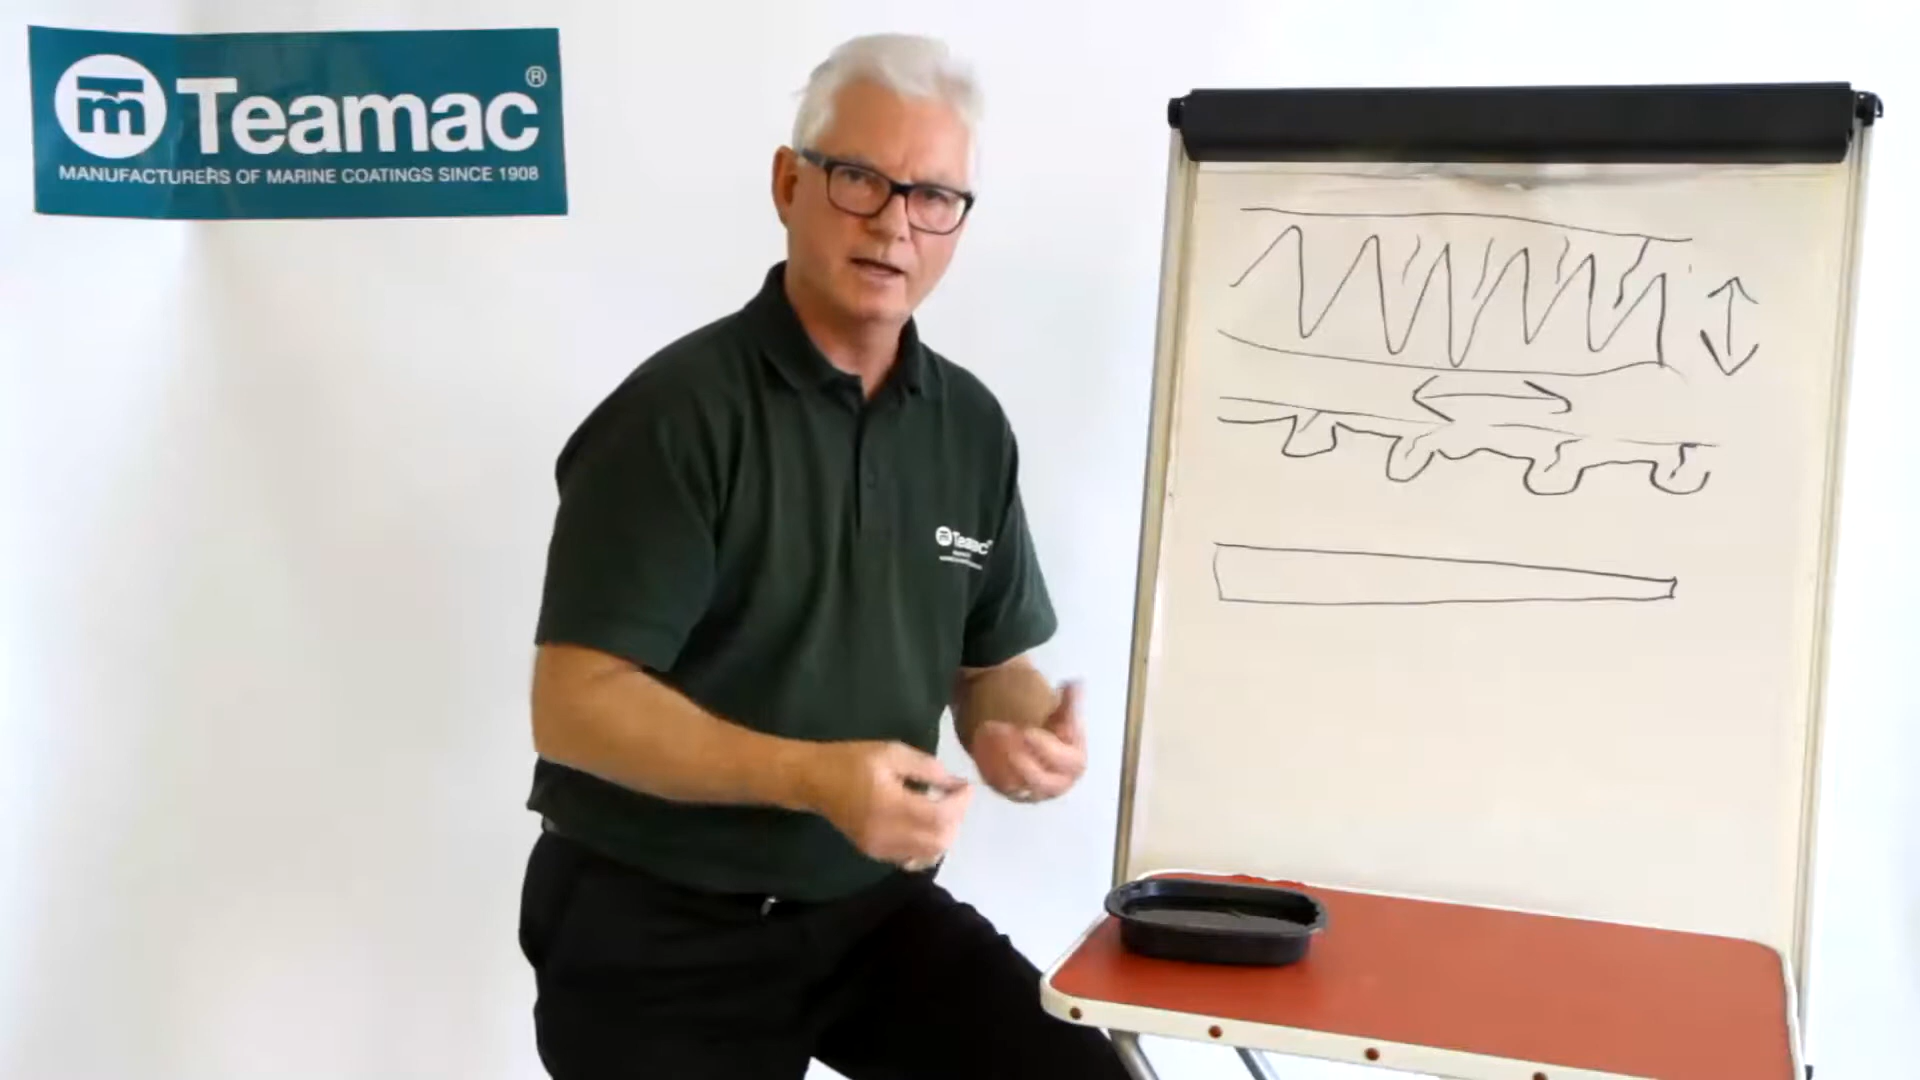 m Teamac®
MANUFACTURERS OF MARINE COATINGS SINCE 1908
m Teamac